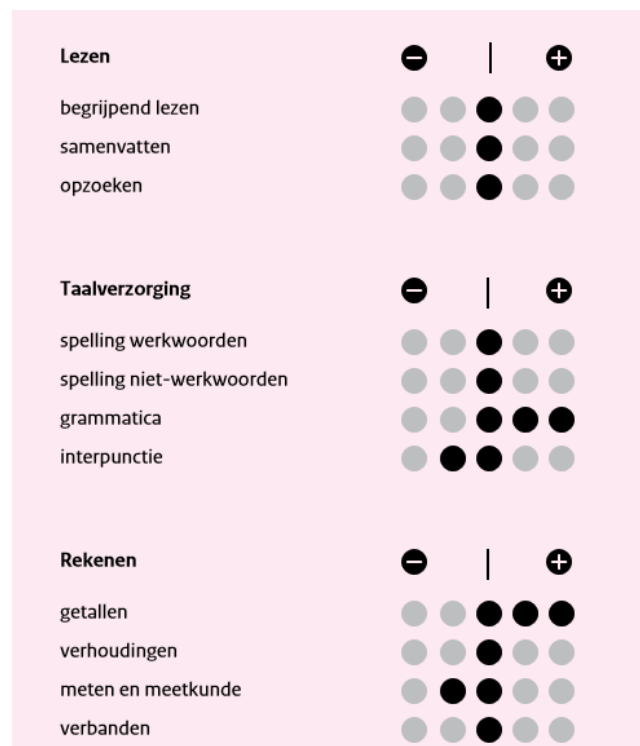 Lezen
begrijpend lezen
samenvatten
opzoeken
Taalverzorging
spelling werkwoorden
spelling niet-werkwoorden
grammatica
interpunctie
Rekenen
getallen
verhoudingen
meten en meetkunde
verbanden